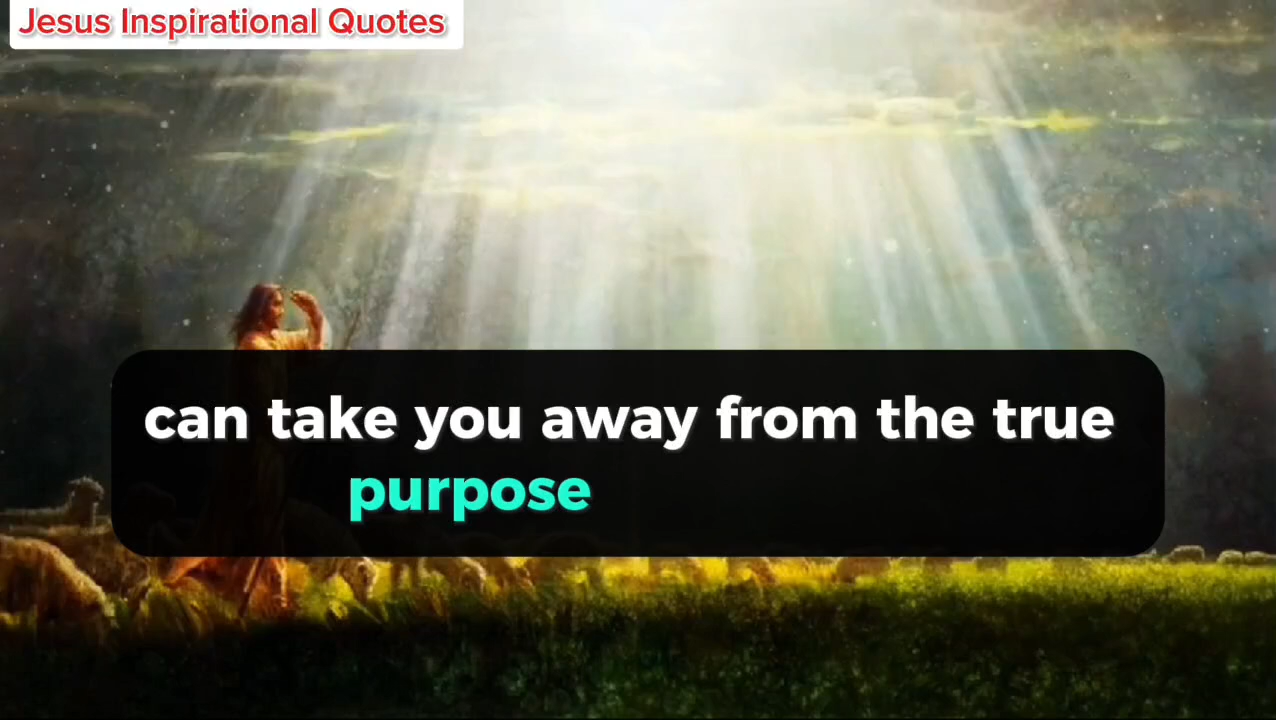 Jesus Inspirational Quotes
can take you away from the true
purpose